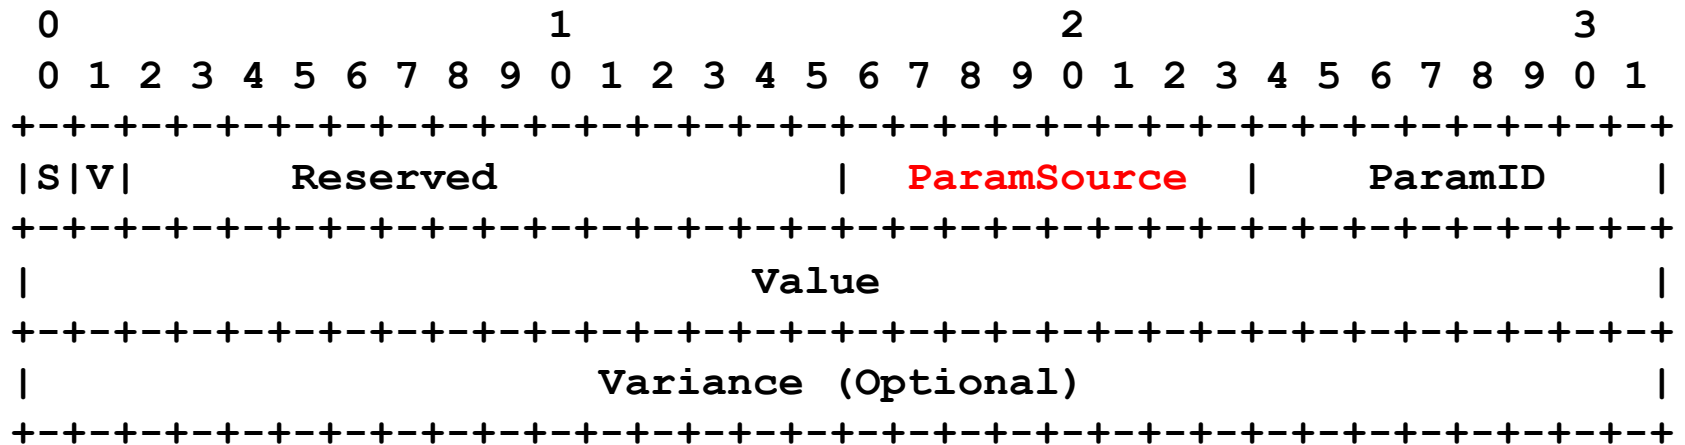 0                   1                   2                   3
 0 1 2 3 4 5 6 7 8 9 0 1 2 3 4 5 6 7 8 9 0 1 2 3 4 5 6 7 8 9 0 1
+-+-+-+-+-+-+-+-+-+-+-+-+-+-+-+-+-+-+-+-+-+-+-+-+-+-+-+-+-+-+-+-+
|S|V|      Reserved             |  ParamSource  |    ParamID    |
+-+-+-+-+-+-+-+-+-+-+-+-+-+-+-+-+-+-+-+-+-+-+-+-+-+-+-+-+-+-+-+-+
|                            Value                              |
+-+-+-+-+-+-+-+-+-+-+-+-+-+-+-+-+-+-+-+-+-+-+-+-+-+-+-+-+-+-+-+-+
|                      Variance (Optional)                      |
+-+-+-+-+-+-+-+-+-+-+-+-+-+-+-+-+-+-+-+-+-+-+-+-+-+-+-+-+-+-+-+-+